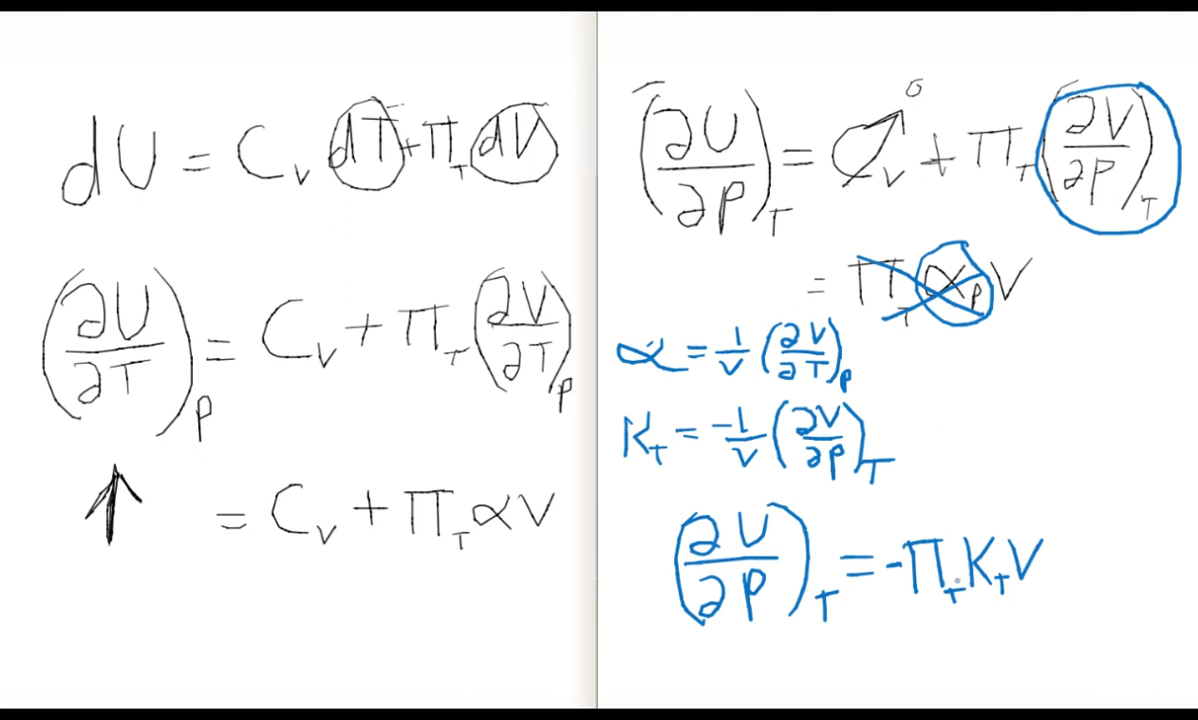 dU = C_V dT + Π_T dV
(∂U/∂T)_P = C_V + Π_T (∂V/∂T)_P
↑ = C_V + Π_T αV
(∂U/∂P)_T = C_V 0 + Π_T (∂V/∂P)_T
= Π_T α_P V
α = 1/V (∂V/∂T)_P
K_T = -1/V (∂V/∂P)_T
(∂U/∂P)_T = -Π_T K_T V